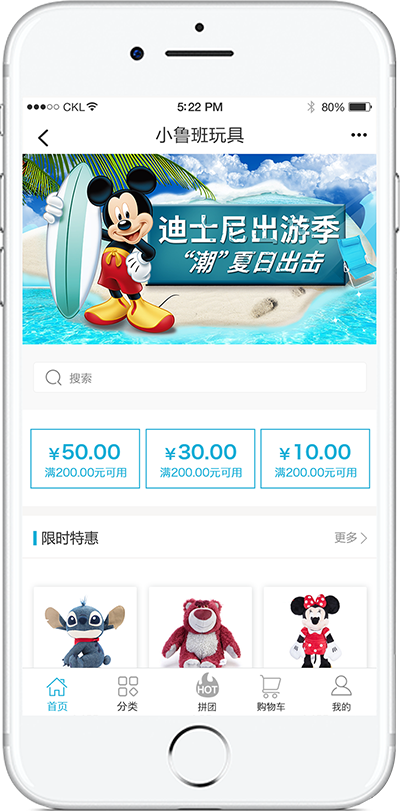 CKL 5:22 PM 80%
小鲁班玩具
迪士尼出游季
“潮”夏日出击
搜索
¥50.00 ¥30.00 ¥10.00
满200.00元可用 满200.00元可用 满200.00元可用
限时特惠 更多
HOT
首页 分类 拼团 购物车 我的